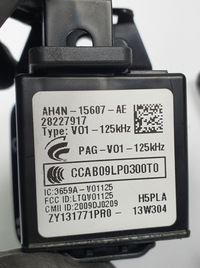 AH4N-15607-AE
28227917
Type: V01-125kHz
PAG-V01-125kHz
CCAB09LP0300T0
IC:3659A-V01125
FCC ID:LTQV01125
CMII ID:2009DJ0209
H5PLA
ZY131771PR0- 13W304